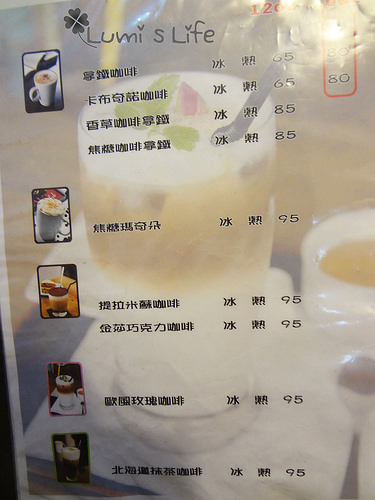 Lumi's Life
拿鐵咖啡 冰 熱 65 80
卡布奇諾咖啡 冰 熱 65 80
香草咖啡拿鐵 冰 熱 85
焦糖咖啡拿鐵 冰 熱 85
焦糖瑪奇朵 冰 熱 95
提拉米蘇咖啡 冰 熱 95
金莎巧克力咖啡 冰 熱 95
歐風玫瑰咖啡 冰 熱 95
北海道抹茶咖啡 冰 熱 95